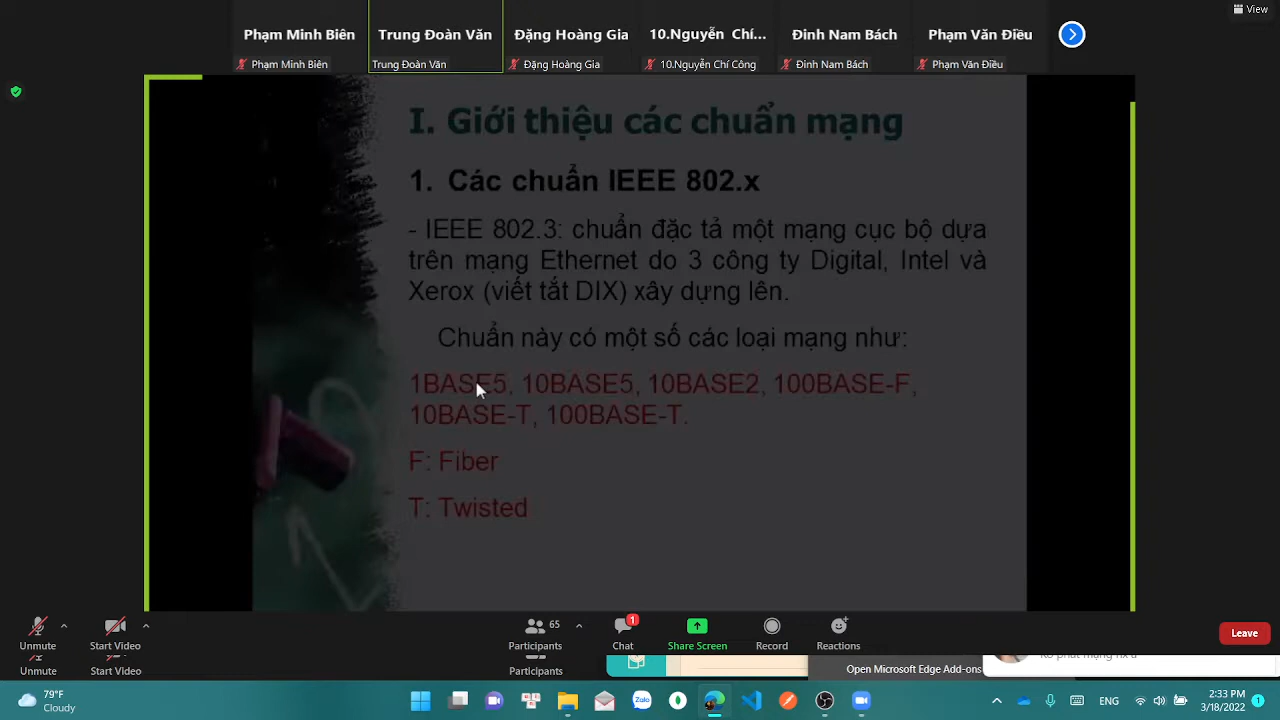 View
Phạm Minh Biên
Trung Đoàn Văn
Đặng Hoàng Gia
10.Nguyễn Chí...
Đinh Nam Bách
Phạm Văn Điều
Phạm Minh Biên
Trung Đoàn Văn
Đặng Hoàng Gia
10.Nguyễn Chí Công
Đinh Nam Bách
Phạm Văn Điều
I. Giới thiệu các chuẩn mạng
1. Các chuẩn IEEE 802.x
- IEEE 802.3: chuẩn đặc tả một mạng cục bộ dựa
trên mạng Ethernet do 3 công ty Digital, Intel và
Xerox (viết tắt DIX) xây dựng lên.
Chuẩn này có một số các loại mạng như:
1BASE5, 10BASE5, 10BASE2, 100BASE-F,
10BASE-T, 100BASE-T.
F: Fiber
T: Twisted
65
1
Unmute
Start Video
Participants
Chat
Share Screen
Record
Reactions
Leave
Unmute
Start Video
Participants
Open Microsoft Edge Add-ons
79°F
Cloudy
Zalo
ENG
2:33 PM
3/18/2022
1